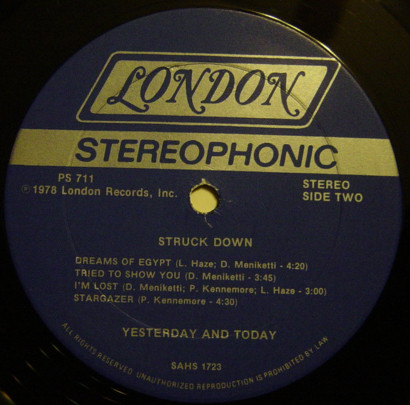 LONDON
STEREOPHONIC
PS 711
℗1978 London Records, Inc.
STEREO
SIDE TWO
STRUCK DOWN
DREAMS OF EGYPT (L. Haze; D. Meniketti - 4:20)
TRIED TO SHOW YOU (D. Meniketti - 3:45)
I'M LOST (D. Meniketti; P. Kennemore; L. Haze - 3:00)
STARGAZER (P. Kennemore - 4:30)
YESTERDAY AND TODAY
SAHS 1723
ALL RIGHTS RESERVED UNAUTHORIZED REPRODUCTION IS PROHIBITED BY LAW